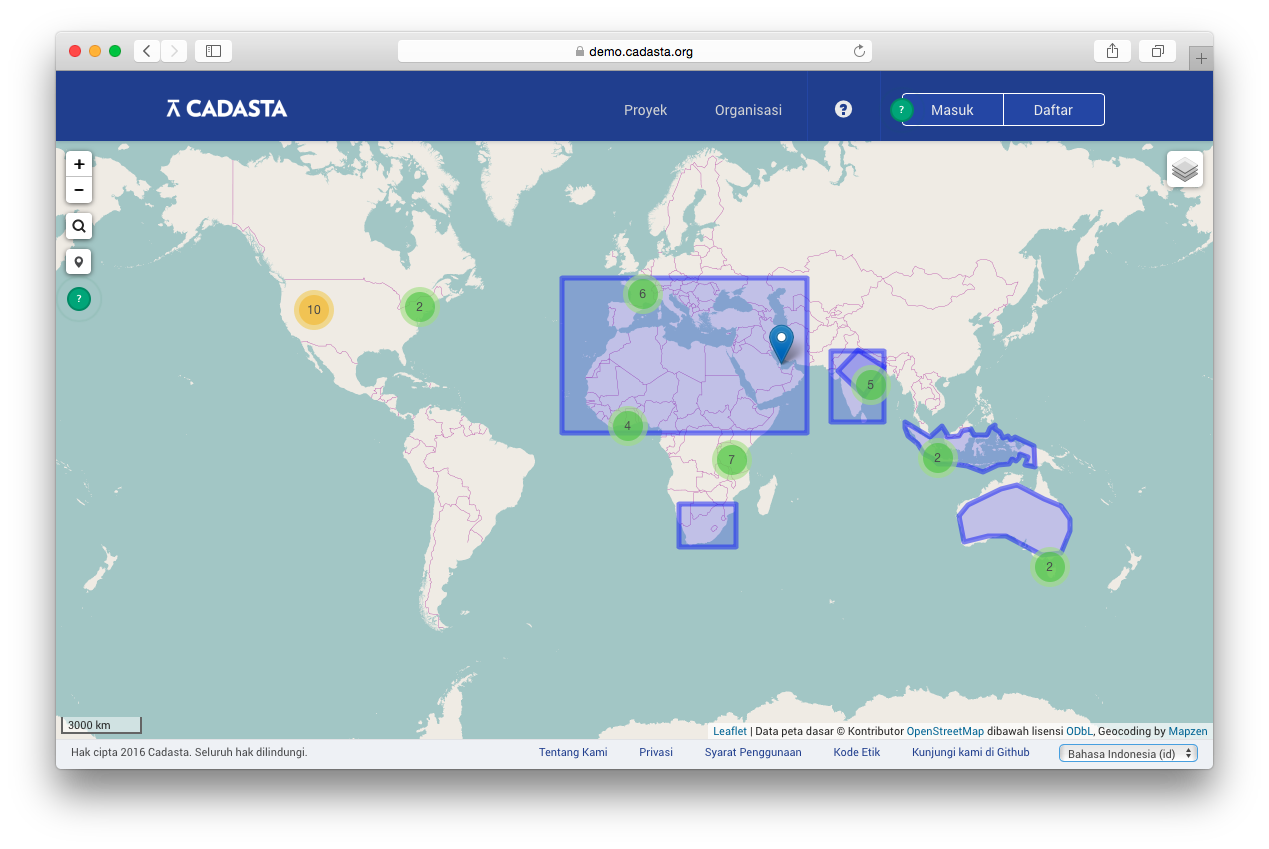 demo.cadasta.org
CADASTA
Proyek
Organisasi
?
?
Masuk
Daftar
+
−
?
10
2
6
5
4
7
2
2
3000 km
Leaflet | Data peta dasar © Kontributor OpenStreetMap dibawah lisensi ODbL, Geocoding by Mapzen
Hak cipta 2016 Cadasta. Seluruh hak dilindungi.
Tentang Kami
Privasi
Syarat Penggunaan
Kode Etik
Kunjungi kami di Github
Bahasa Indonesia (id)